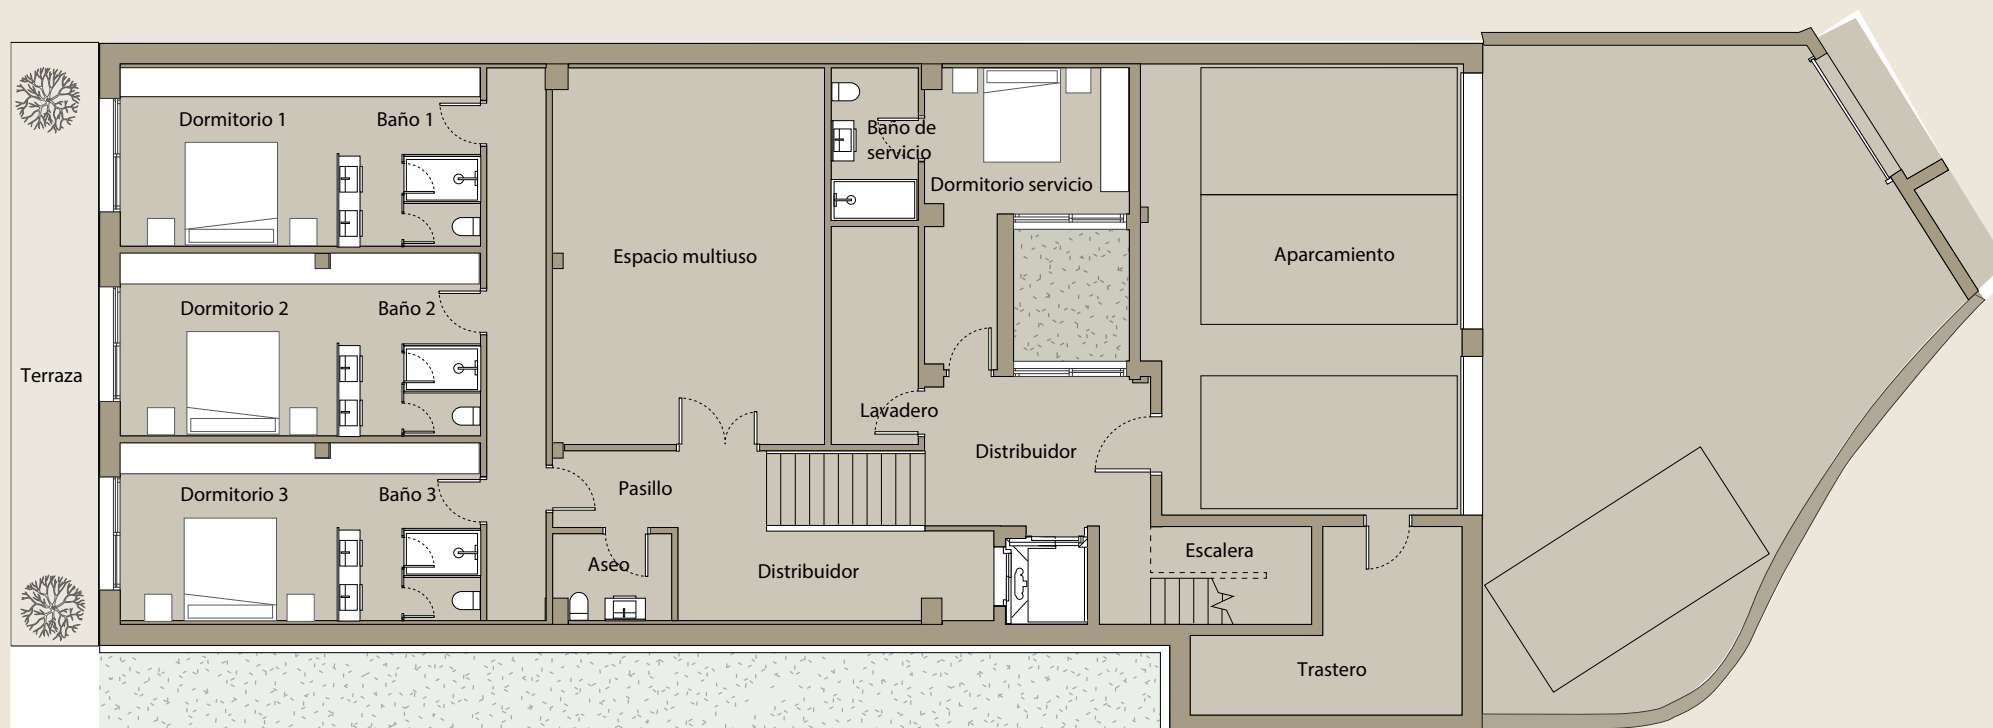 Dormitorio 1
Baño 1
Baño de
servicio
Dormitorio servicio
Espacio multiuso
Aparcamiento
Dormitorio 2
Baño 2
Terraza
Lavadero
Distribuidor
Dormitorio 3
Baño 3
Pasillo
Aseo
Distribuidor
Escalera
Trastero